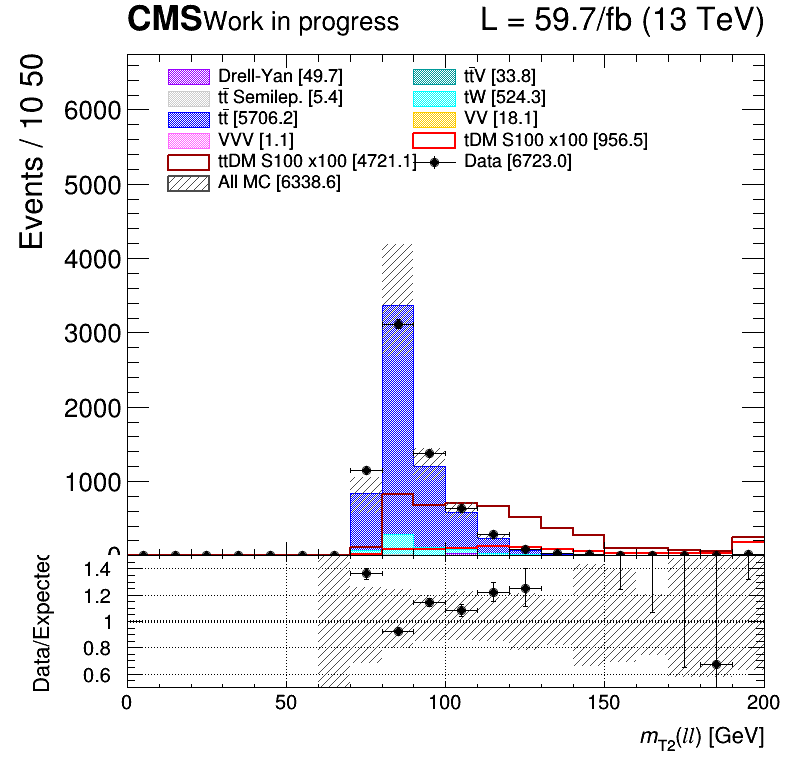 CMS Work in progress L = 59.7/fb (13 TeV)
Events / 10 50
Drell-Yan [49.7] tt̄V [33.8]
tt̄ Semilep. [5.4] tW [524.3]
tt̄ [5706.2] VV [18.1]
VVV [1.1] tDM S100 x100 [956.5]
ttDM S100 x100 [4721.1] Data [6723.0]
All MC [6338.6]
6000
5000
4000
3000
2000
1000
0
Data/Expected
1.4
1.2
1
0.8
0.6
0 50 100 150 200
mT2(ll) [GeV]